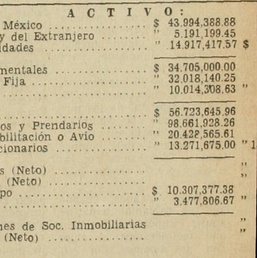 A C T I V O :
México $ 43.994,388.88
y del Extranjero " 5.191,199.45
idades " 14.917,417.57 $
mentales $ 34.705,000.00
Fija " 32.018,140.25
" 10.014,308.63 "
$ 56.723,645.96
os y Prendarios " 98.661,928.26
bilitación o Avío " 20.428,565.61
cionarios " 13.271,675.00 " 1
s (Neto) "
(Neto) "
po $ 10.307,377.38
" 3.477,806.67 "
nes de Soc. Inmobiliarias "
(Neto) "